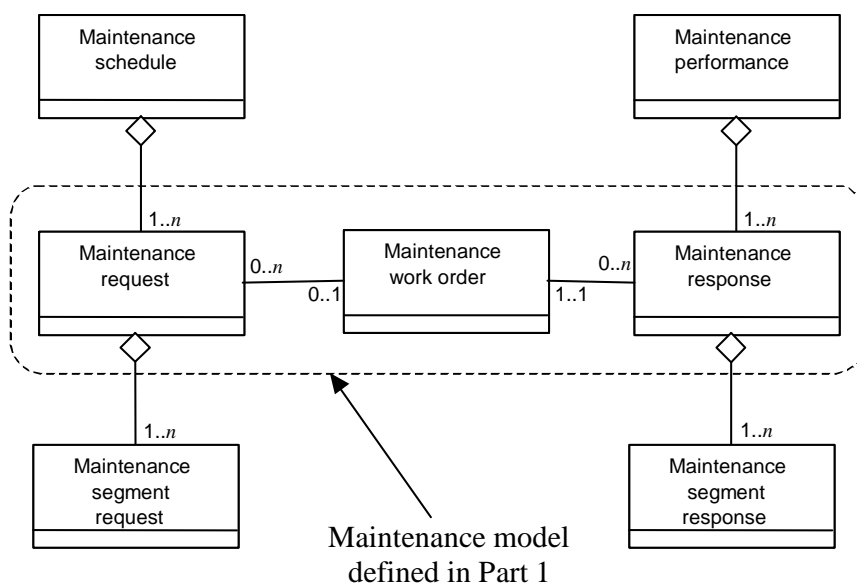 Maintenance
schedule
Maintenance
performance
1..n
1..n
Maintenance
request
0..n
0..1
Maintenance
work order
1..1
0..n
Maintenance
response
1..n
1..n
Maintenance
segment
request
Maintenance
segment
response
Maintenance model
defined in Part 1